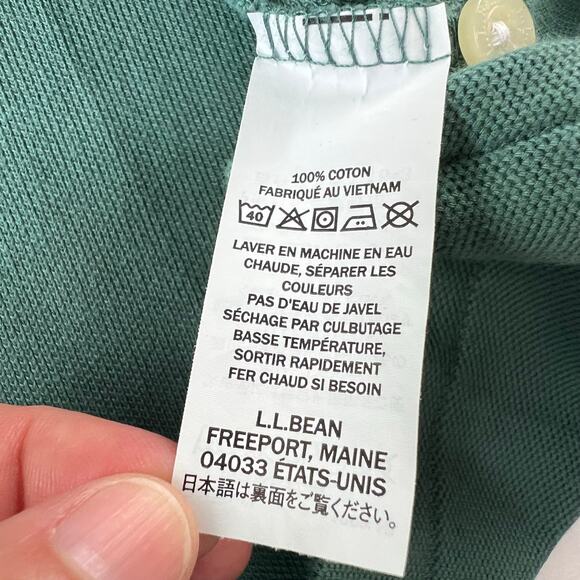 100% COTON
FABRIQUÉ AU VIETNAM
40
LAVER EN MACHINE EN EAU
CHAUDE, SÉPARER LES
COULEURS
PAS D'EAU DE JAVEL
SÉCHAGE PAR CULBUTAGE
BASSE TEMPÉRATURE,
SORTIR RAPIDEMENT
FER CHAUD SI BESOIN
L.L.BEAN
FREEPORT, MAINE
04033 ÉTATS-UNIS
日本語は裏面をご覧ください。